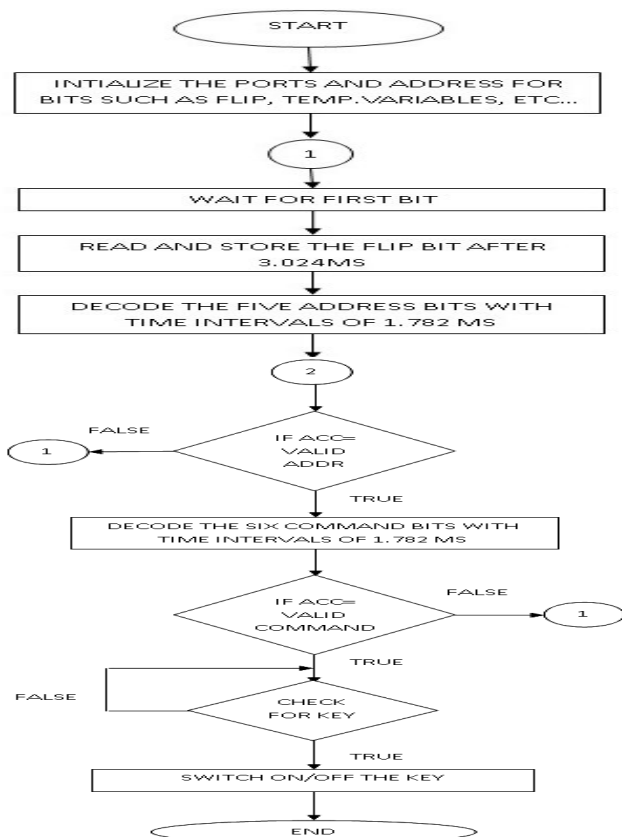 START
INTIALIZE THE PORTS AND ADDRESS FOR
BITS SUCH AS FLIP, TEMP.VARIABLES, ETC...
1
WAIT FOR FIRST BIT
READ AND STORE THE FLIP BIT AFTER
3.024MS
DECODE THE FIVE ADDRESS BITS WITH
TIME INTERVALS OF 1.782 MS
2
FALSE
1
IF ACC=
VALID
ADDR
TRUE
DECODE THE SIX COMMAND BITS WITH
TIME INTERVALS OF 1.782 MS
IF ACC=
VALID
COMMAND
FALSE
1
TRUE
FALSE
CHECK
FOR KEY
TRUE
SWITCH ON/OFF THE KEY
END